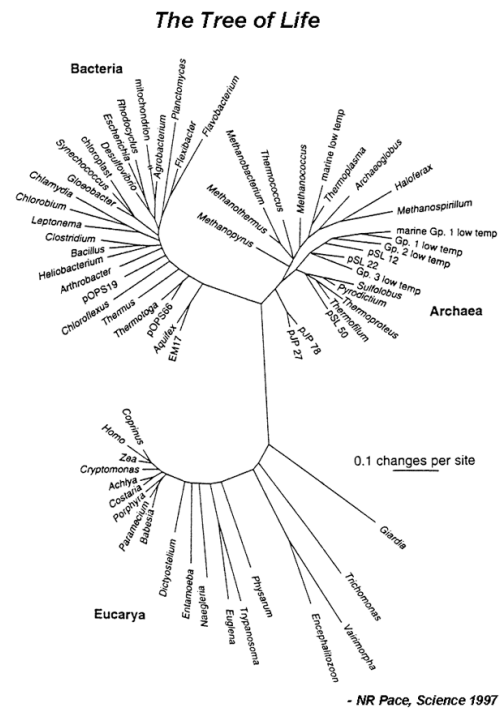 The Tree of Life
Bacteria
Planctomyces
Flavobacterium
mitochondrion
Agrobacterium
Rhodocyclus
Escherichia
Desulfovibrio
Flexibacter
chloroplast
Synechococcus
Gloeobacter
Chlamydia
Chlorobium
Leptonema
Clostridium
Bacillus
Heliobacterium
Arthrobacter
pOPS19
Chloroflexus
Thermus
Thermotoga
pOPS66
Aquifex
EM17
Methanobacterium
Thermococcus
Methanococcus
Methanothermus
Methanopyrus
marine low temp
Thermoplasma
Archaeoglobus
Haloferax
Methanospirillum
marine Gp. 1 low temp
Gp. 1 low temp
Gp. 2 low temp
pSL 12
pSL 22
Gp. 3 low temp
Sulfolobus
Pyrodictium
Thermoproteus
Thermofilum
pSL 50
pJP 78
pJP 27
Archaea
Coprinus
Homo
Zea
Cryptomonas
Achlya
Costaria
Porphyra
Paramecium
Babesia
Dictyostelium
Entamoeba
Naegleria
Euglena
Trypanosoma
Physarum
Encephalitozoon
Vairimorpha
Trichomonas
Giardia
0.1 changes per site
Eucarya
- NR Pace, Science 1997